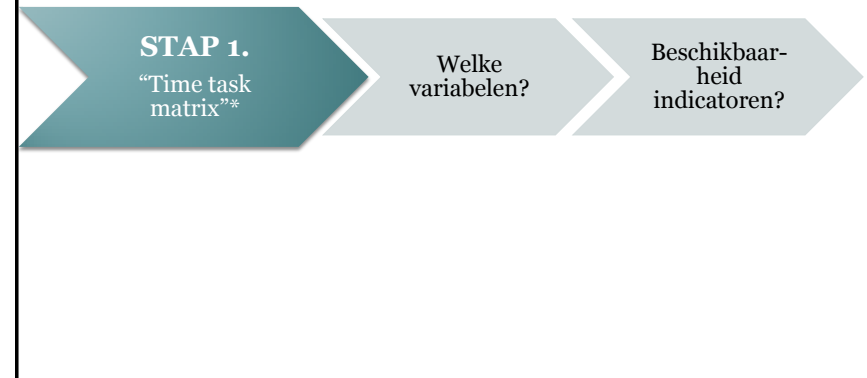 STAP 1.
“Time task
matrix”*
Welke
variabelen?
Beschikbaar-
heid
indicatoren?